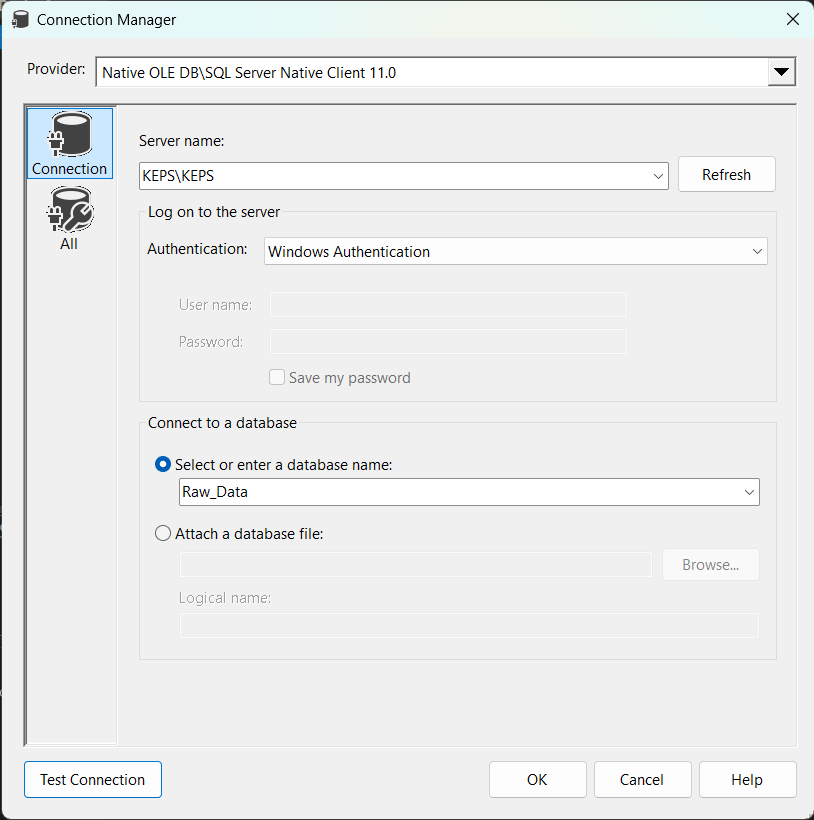 Connection Manager
Provider: Native OLE DB\SQL Server Native Client 11.0
Connection
All
Server name:
KEPS\KEPS Refresh
Log on to the server
Authentication: Windows Authentication
User name:
Password:
Save my password
Connect to a database
Select or enter a database name:
Raw_Data
Attach a database file:
Browse...
Logical name:
Test Connection OK Cancel Help